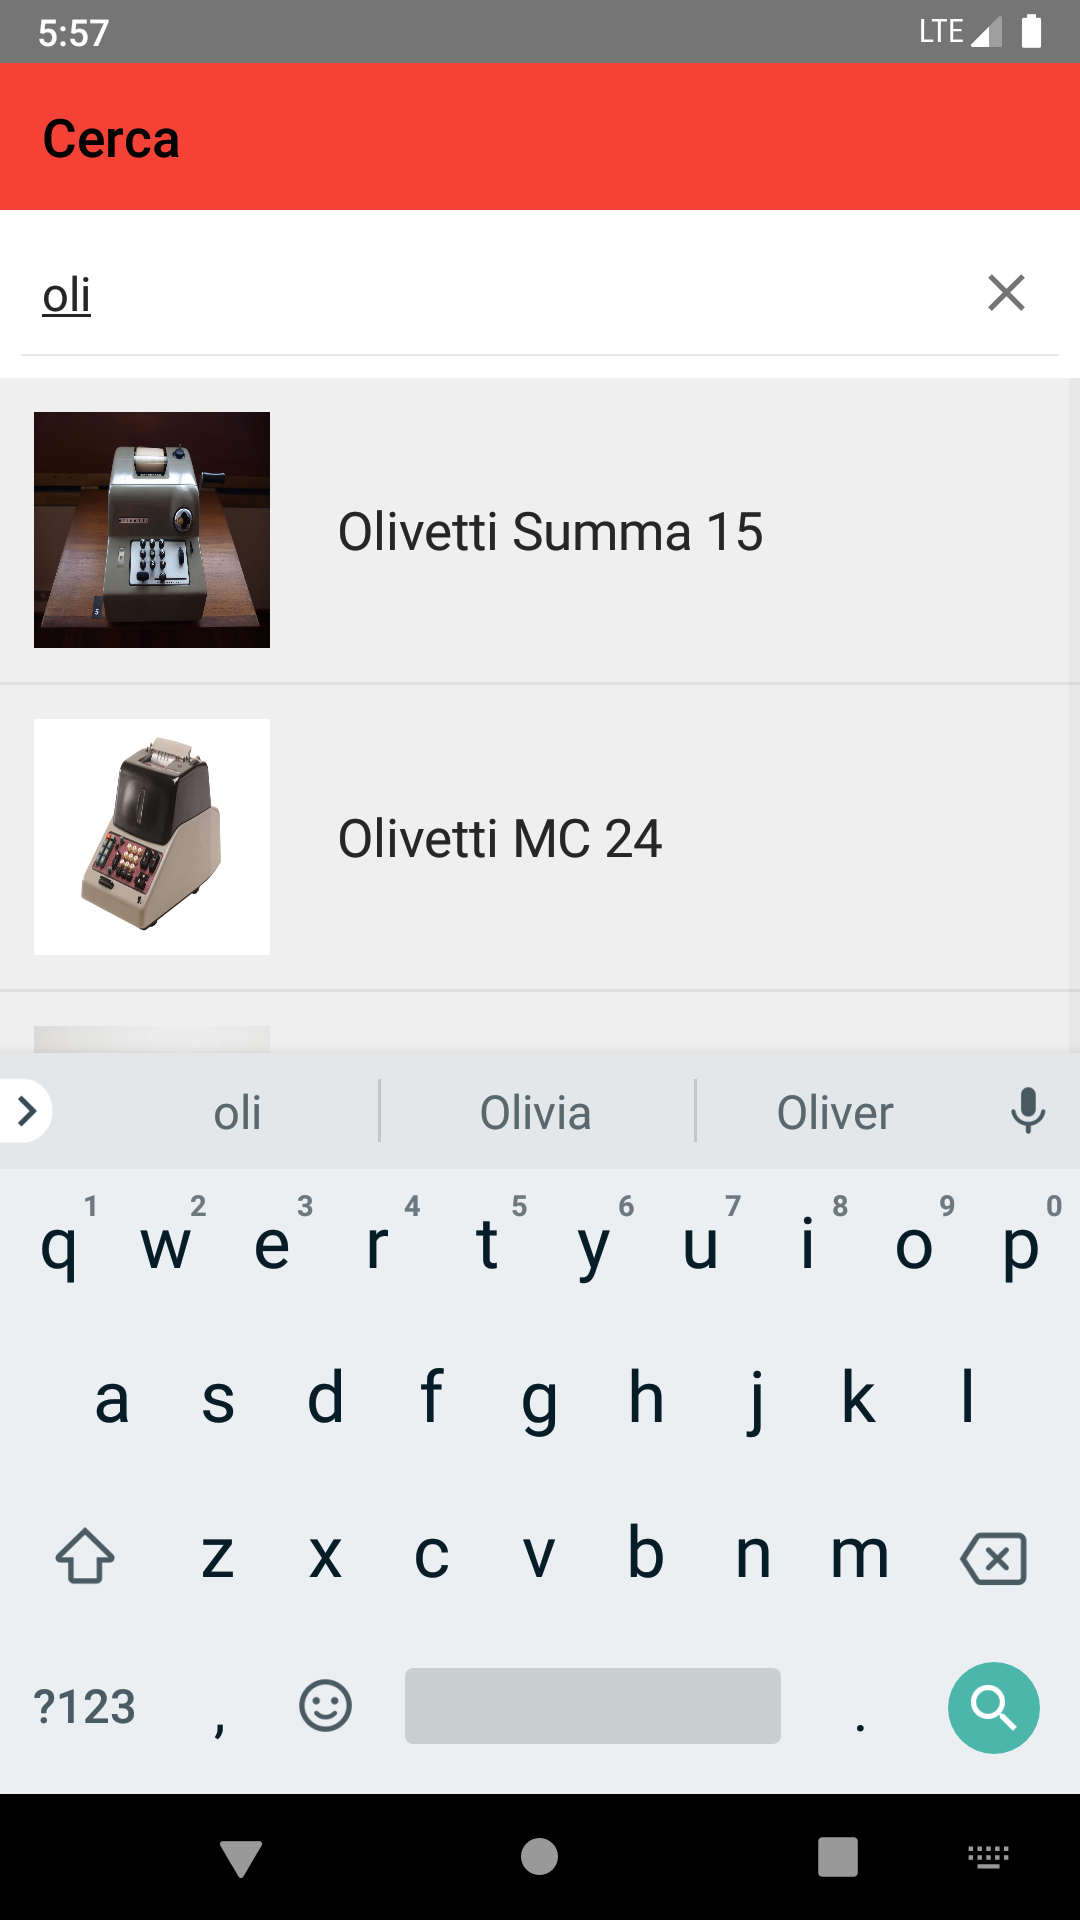 5:57 LTE
Cerca
oli
Olivetti Summa 15
Olivetti MC 24
oli Olivia Oliver
1 2 3 4 5 6 7 8 9 0
q w e r t y u i o p
a s d f g h j k l
z x c v b n m
?123 , .